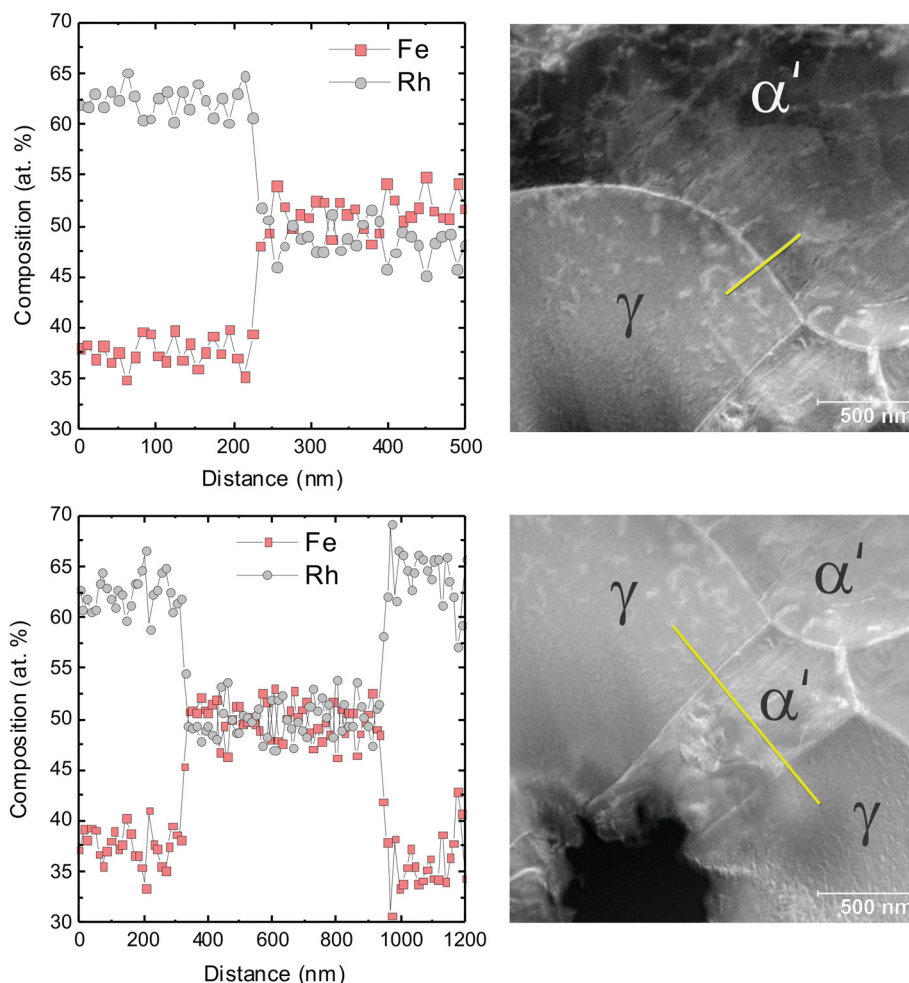 70
65
60
55
50
45
40
35
30
Composition (at. %)
Fe
Rh
0 100 200 300 400 500
Distance (nm)
α'
γ
500 nm
70
65
60
55
50
45
40
35
30
Composition (at. %)
Fe
Rh
0 200 400 600 800 1000 1200
Distance (nm)
γ
α'
α'
γ
500 nm